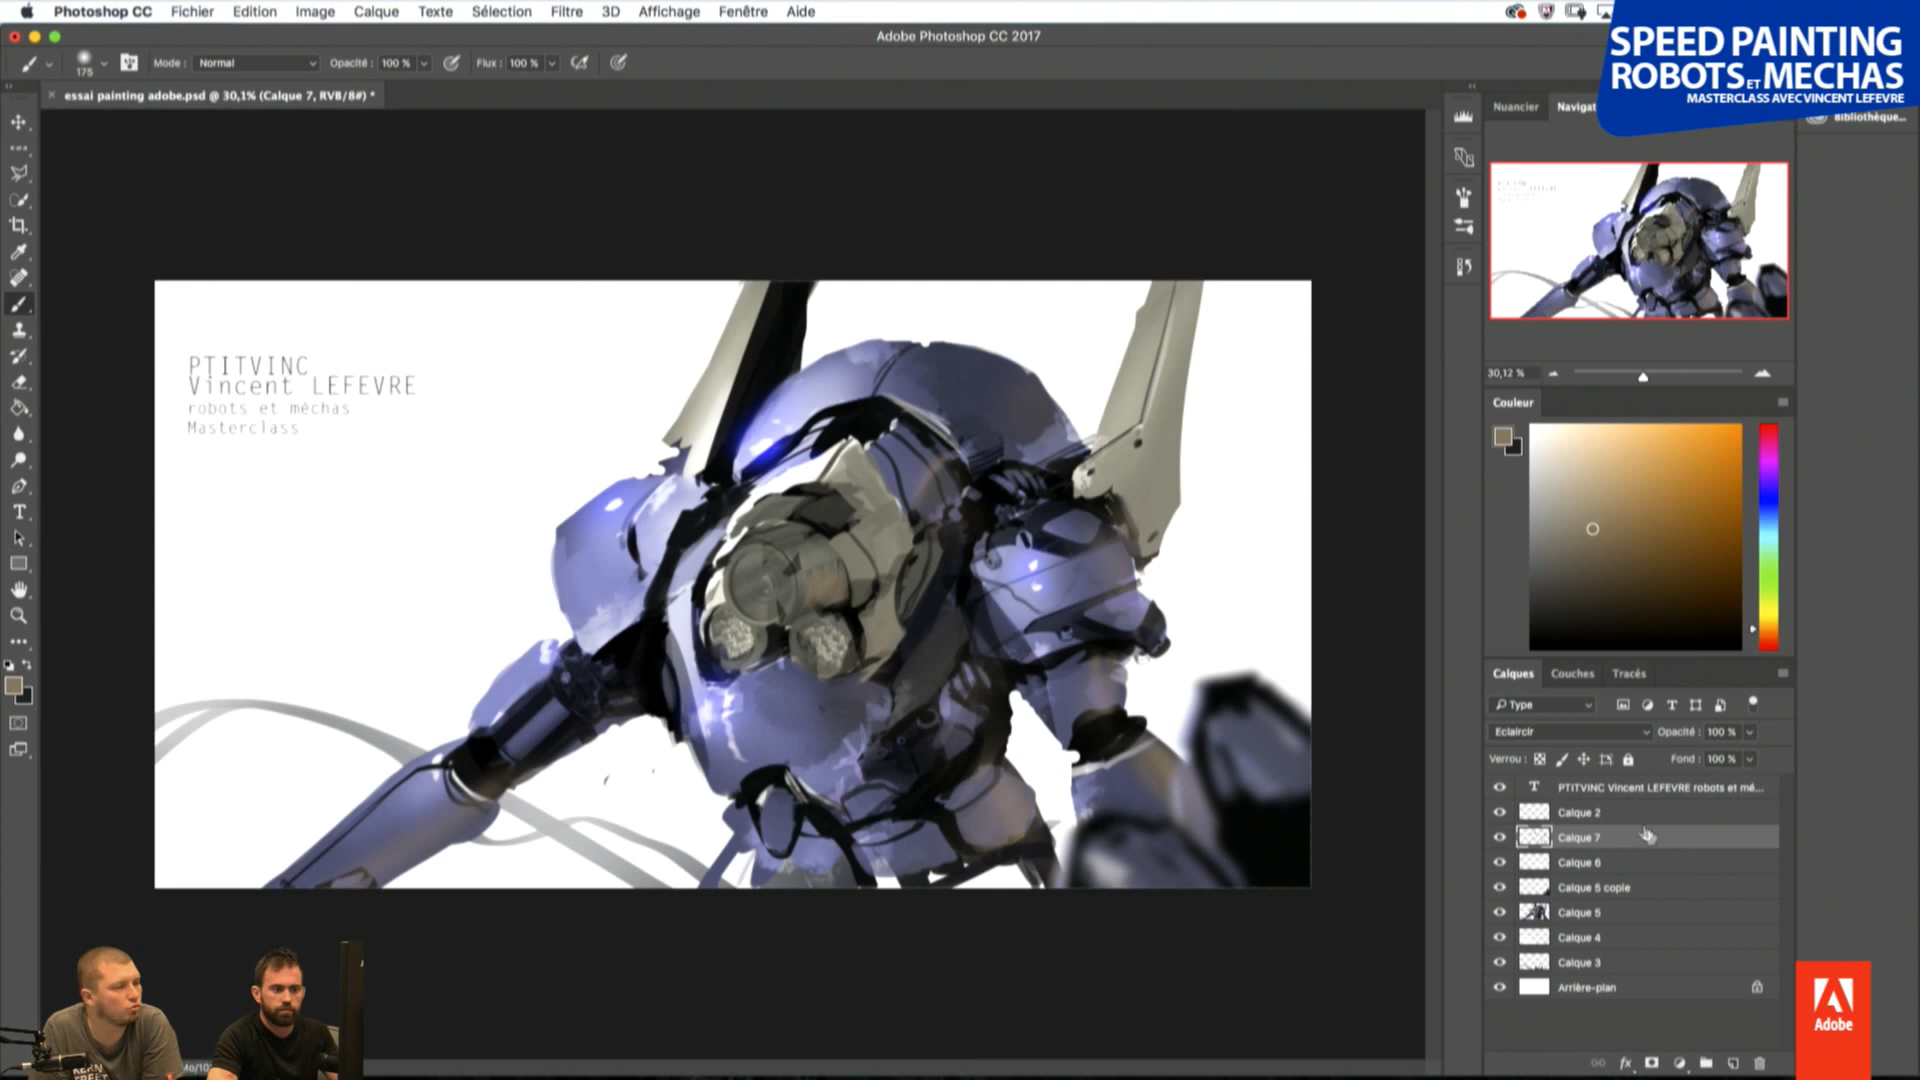 Photoshop CC Fichier Edition Image Calque Texte Sélection Filtre 3D Affichage Fenêtre Aide
Adobe Photoshop CC 2017
SPEED PAINTING
ROBOTS ET MECHAS
MASTERCLASS AVEC VINCENT LEFEVRE
175 Mode : Normal Opacité : 100 % Flux : 100 %
essai painting adobe.psd @ 30,1% (Calque 7, RVB/8#) *
Nuancier Navigat
Bibliothèque...
PTITVINC
Vincent LEFEVRE
robots et méchas
Masterclass
30,12 %
Couleur
Calques Couches Tracés
Type
Eclaircir Opacité : 100 %
Verrou : Fond : 100 %
PTITVINC Vincent LEFEVRE robots et mé...
Calque 2
Calque 7
Calque 6
Calque 5 copie
Calque 5
Calque 4
Calque 3
Arrière-plan
Adobe